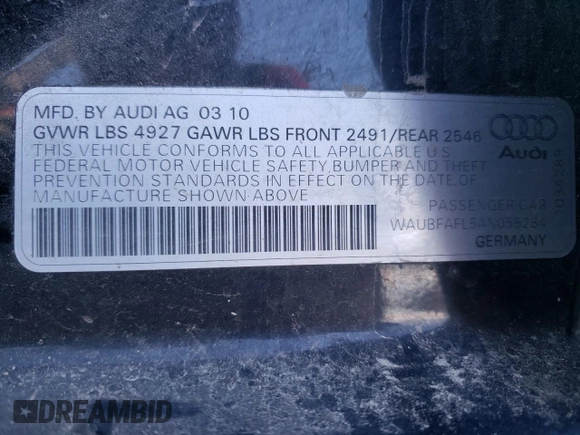 MFD. BY AUDI AG 03 10
GVWR LBS 4927 GAWR LBS FRONT 2491/REAR 2546
THIS VEHICLE CONFORMS TO ALL APPLICABLE U.S.
FEDERAL MOTOR VEHICLE SAFETY, BUMPER AND THEFT
PREVENTION STANDARDS IN EFFECT ON THE DATE OF
MANUFACTURE SHOWN ABOVE
Audi
PASSENGER CAR
WAUBFAFL5AN055284
GERMANY
DREAMBID